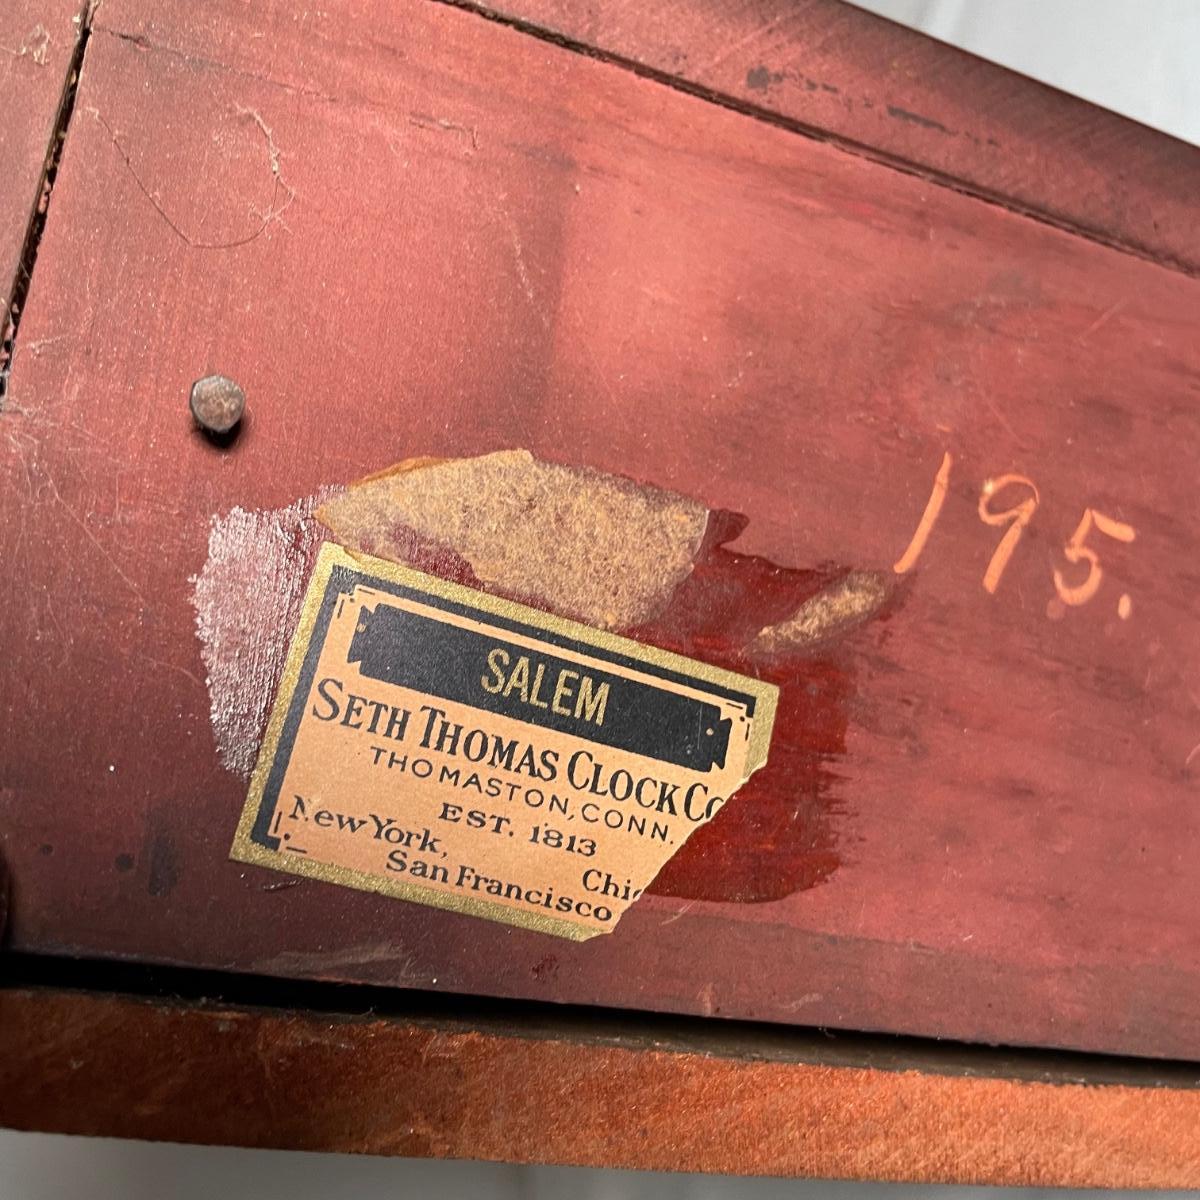 195.
SALEM
SETH THOMAS CLOCK Co
THOMASTON, CONN.
EST. 1813
New York,
Chic
San Francisco